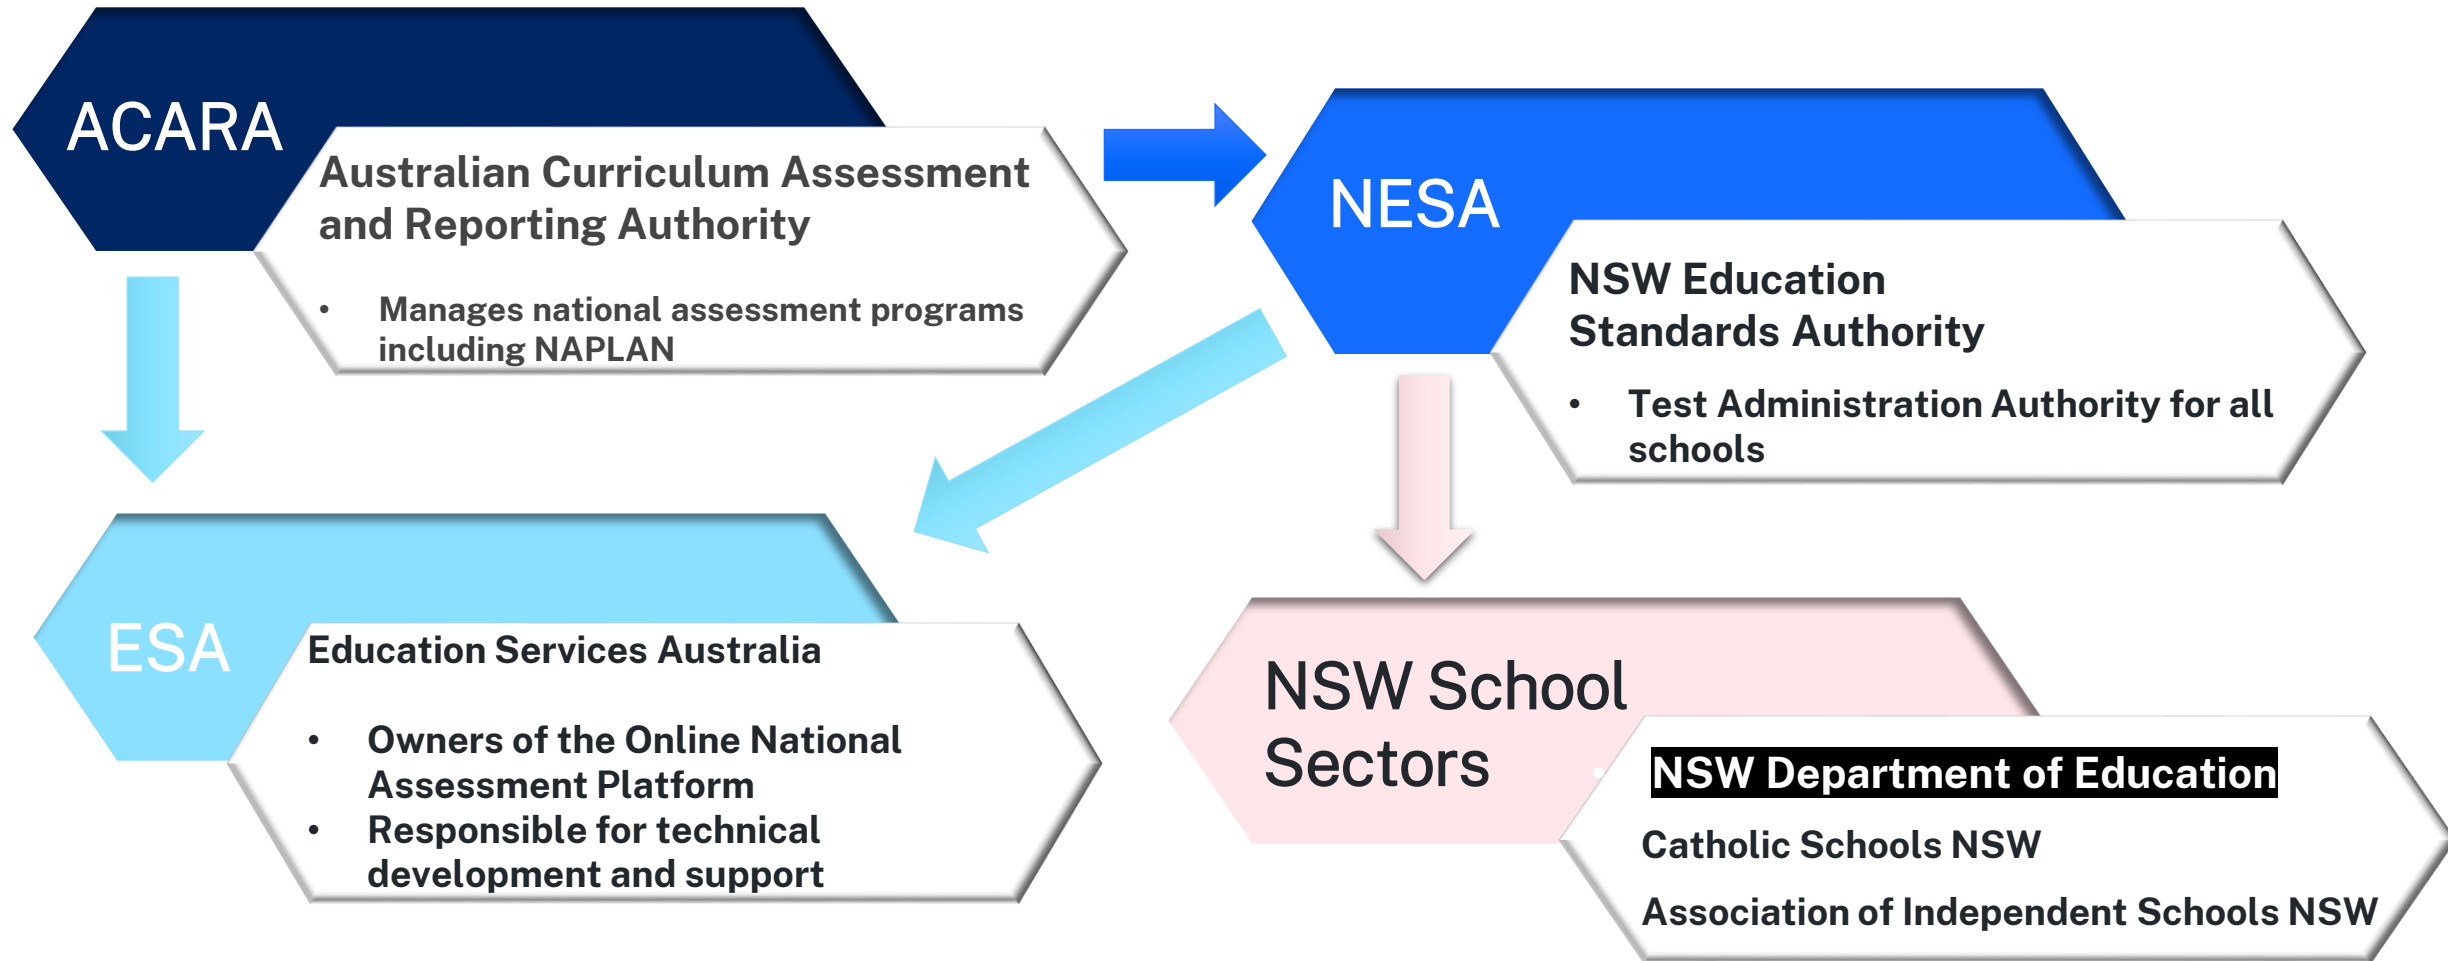 ACARA
Australian Curriculum Assessment
and Reporting Authority
• Manages national assessment programs
including NAPLAN
NESA
NSW Education
Standards Authority
• Test Administration Authority for all
schools
ESA
Education Services Australia
• Owners of the Online National
Assessment Platform
• Responsible for technical
development and support
NSW School
Sectors
• NSW Department of Education
Catholic Schools NSW
Association of Independent Schools NSW